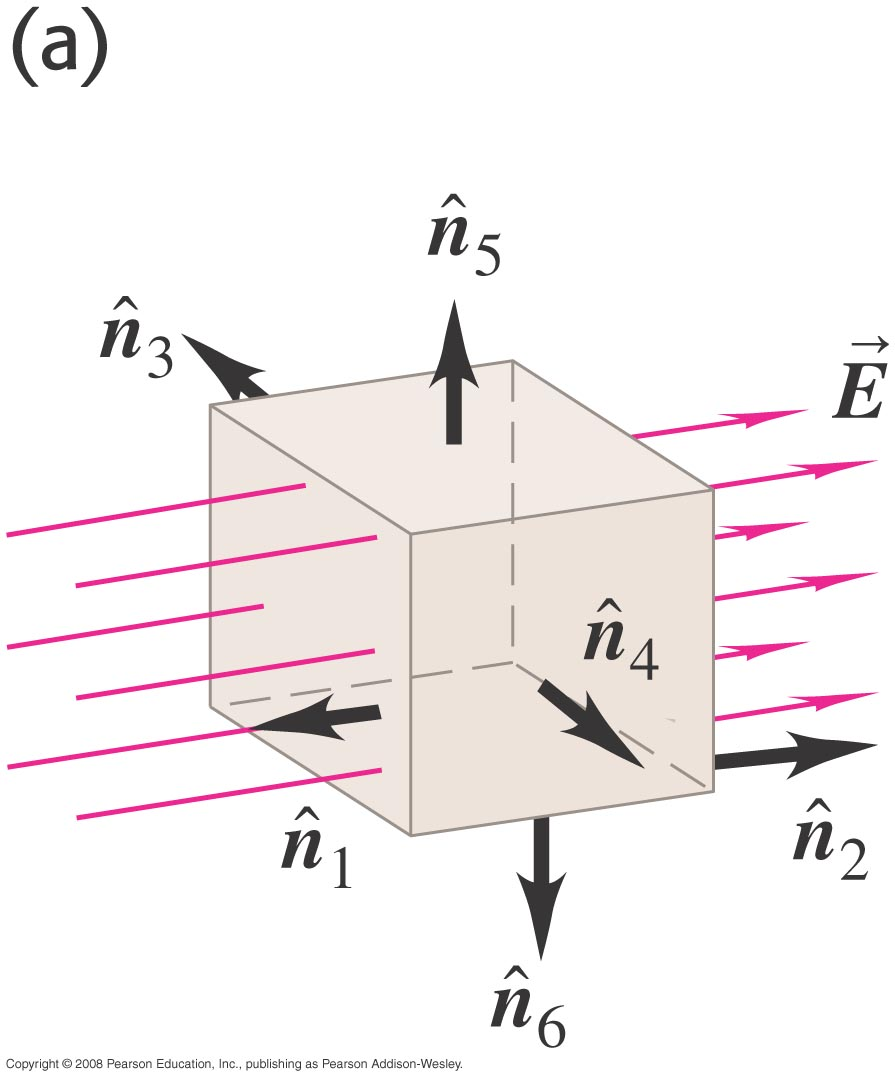 (a)
n̂5
n̂3
E⃗
n̂4
n̂1
n̂2
n̂6
Copyright © 2008 Pearson Education, Inc., publishing as Pearson Addison-Wesley.